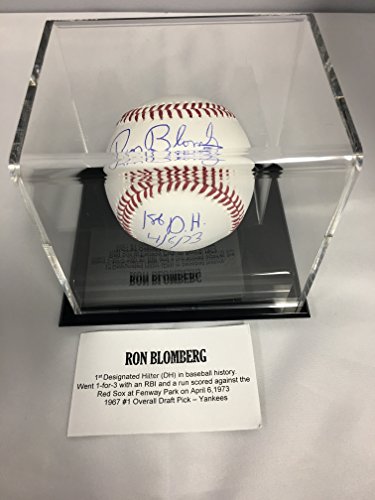 Ron Blomberg
1st D.H.
4/6/73
RON BLOMBERG
RON BLOMBERG
1st Designated Hitter (DH) in baseball history.
Went 1-for-3 with an RBI and a run scored against the
Red Sox at Fenway Park on April 6,1973
1967 #1 Overall Draft Pick – Yankees